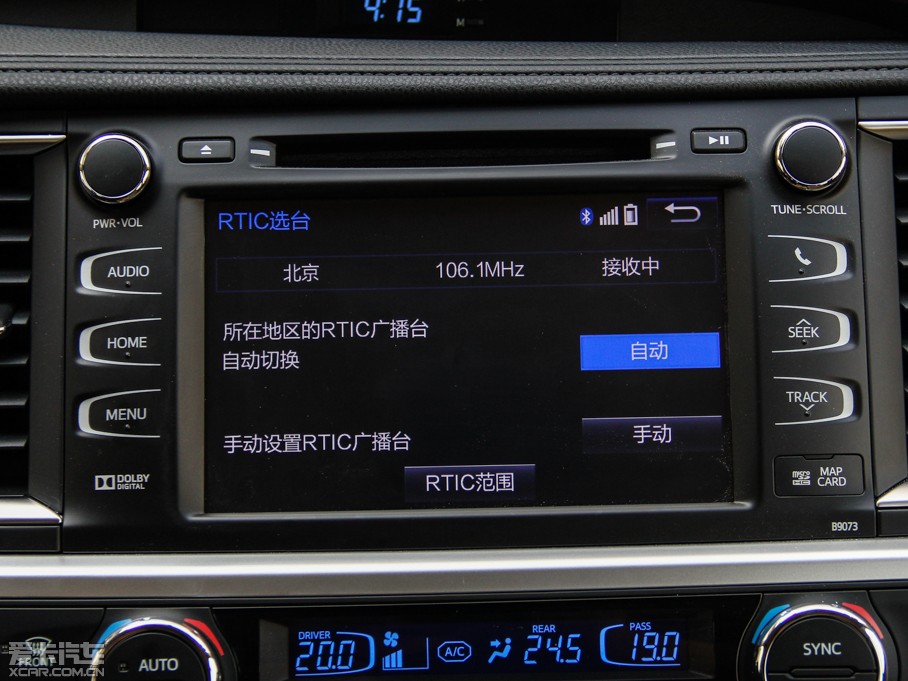 4:15
M
PWR·VOL
TUNE·SCROLL
RTIC选台
北京 106.1MHz 接收中
所在地区的RTIC广播台
自动切换
自动
手动设置RTIC广播台
手动
RTIC范围
AUDIO
HOME
MENU
DOLBY
DIGITAL
SEEK
TRACK
micro SD HC
MAP
CARD
B9073
FRONT
AUTO
DRIVER
20.0
A/C
REAR
24.5
PASS
19.0
SYNC
爱卡汽车
XCAR.COM.CN